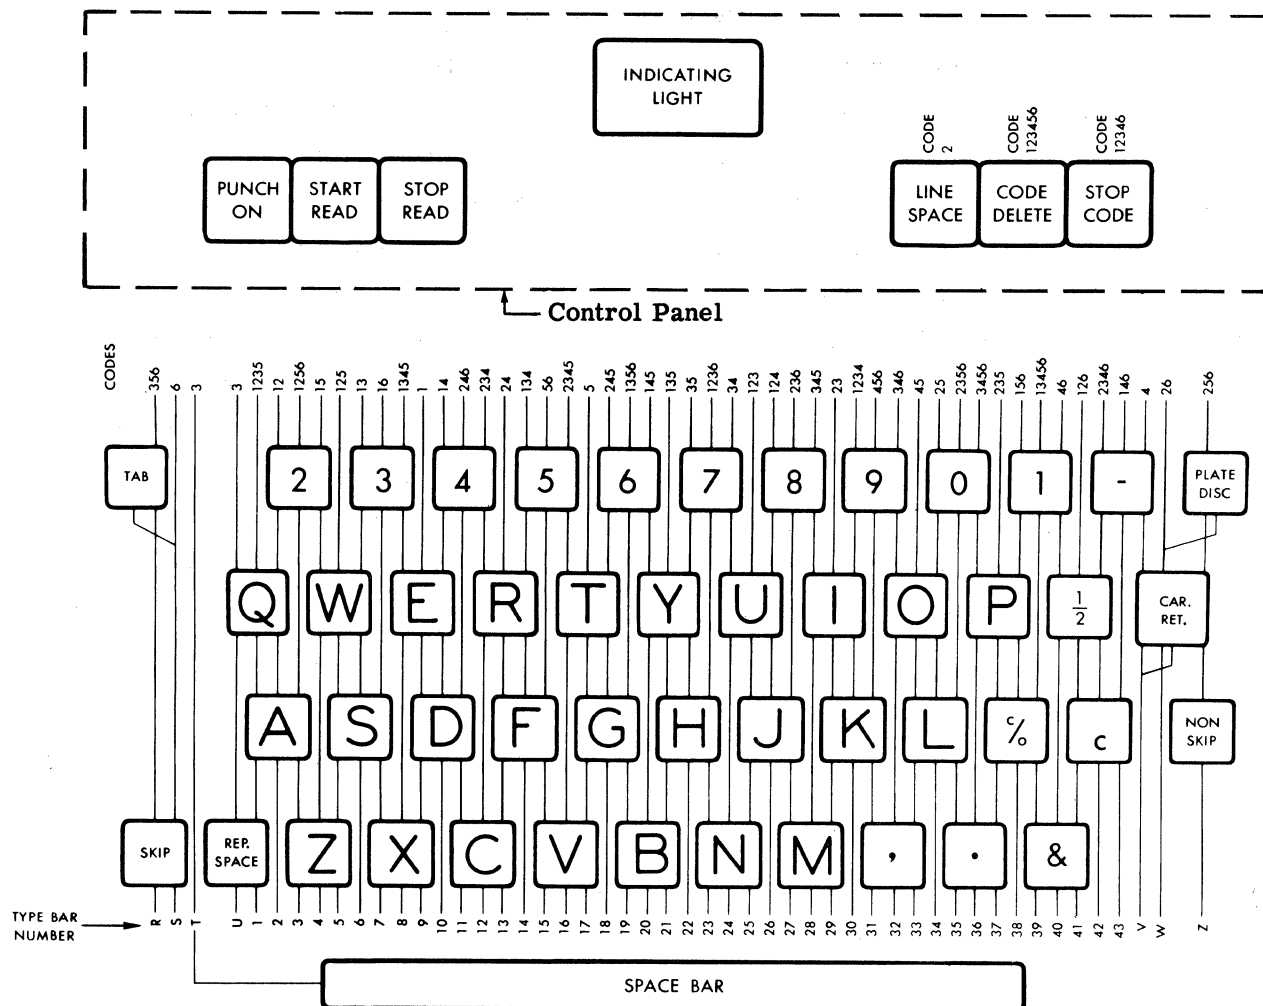 INDICATING
LIGHT
CODE
2
CODE
123456
CODE
12346
PUNCH
ON
START
READ
STOP
READ
LINE
SPACE
CODE
DELETE
STOP
CODE
Control Panel
CODES
356 6 3 3 1235 12 1256 15 125 13 16 1345 1 14 246 234 24 134 56 2345 5 245 1356 145 135 35 1236 34 123 124 236 345 23 1234 456 346 45 25 2356 3456 235 156 13456 46 126 2346 146 4 26 256
TAB
2 3 4 5 6 7 8 9 0 1 -
PLATE
DISC
Q W E R T Y U I O P 1/2
CAR.
RET.
A S D F G H J K L c/o c
NON
SKIP
SKIP
REP.
SPACE
Z X C V B N M , . &
TYPE BAR
NUMBER
R S T U 1 2 3 4 5 6 7 8 9 10 11 12 13 14 15 16 17 18 19 20 21 22 23 24 25 26 27 28 29 30 31 32 33 34 35 36 37 38 39 40 41 42 43 V W Z
SPACE BAR